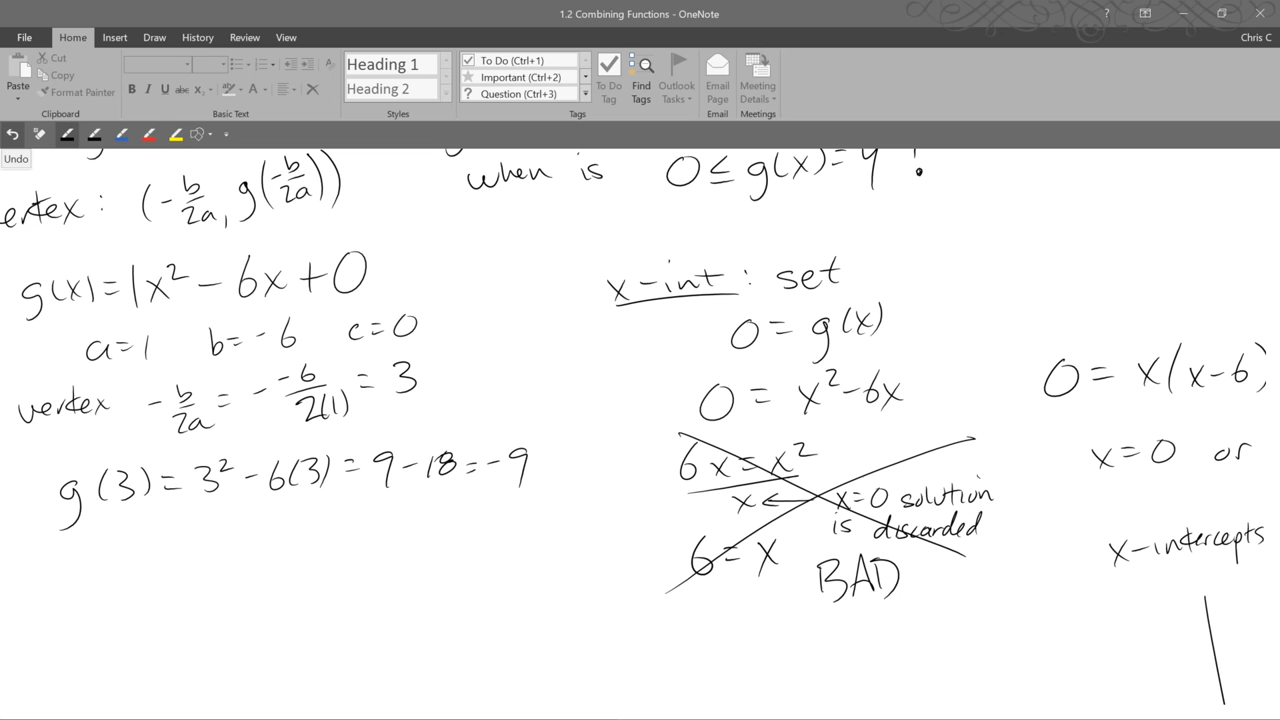 1.2 Combining Functions - OneNote
?
File Home Insert Draw History Review View
Chris C
Paste
Cut
Copy
Format Painter
Clipboard
B I U abc x₂ A
Basic Text
Heading 1
Heading 2
Styles
To Do (Ctrl+1)
Important (Ctrl+2)
? Question (Ctrl+3)
To Do Tag
Find Tags
Outlook Tasks
Tags
Email Page
Email
Meeting Details
Meetings
Undo
ertex: (-b/2a, g(-b/2a))
when is 0 ≤ g(x) = ?
g(x) = 1x² - 6x + 0
a=1 b=-6 c=0
vertex -b/2a = - -6/2(1) = 3
g(3) = 3² - 6(3) = 9 - 18 = -9
x-int: set
0 = g(x)
0 = x² - 6x
6x = x²
x ← x=0 solution
is discarded
6 = x
BAD
0 = x(x-6)
x=0 or
x-intercepts